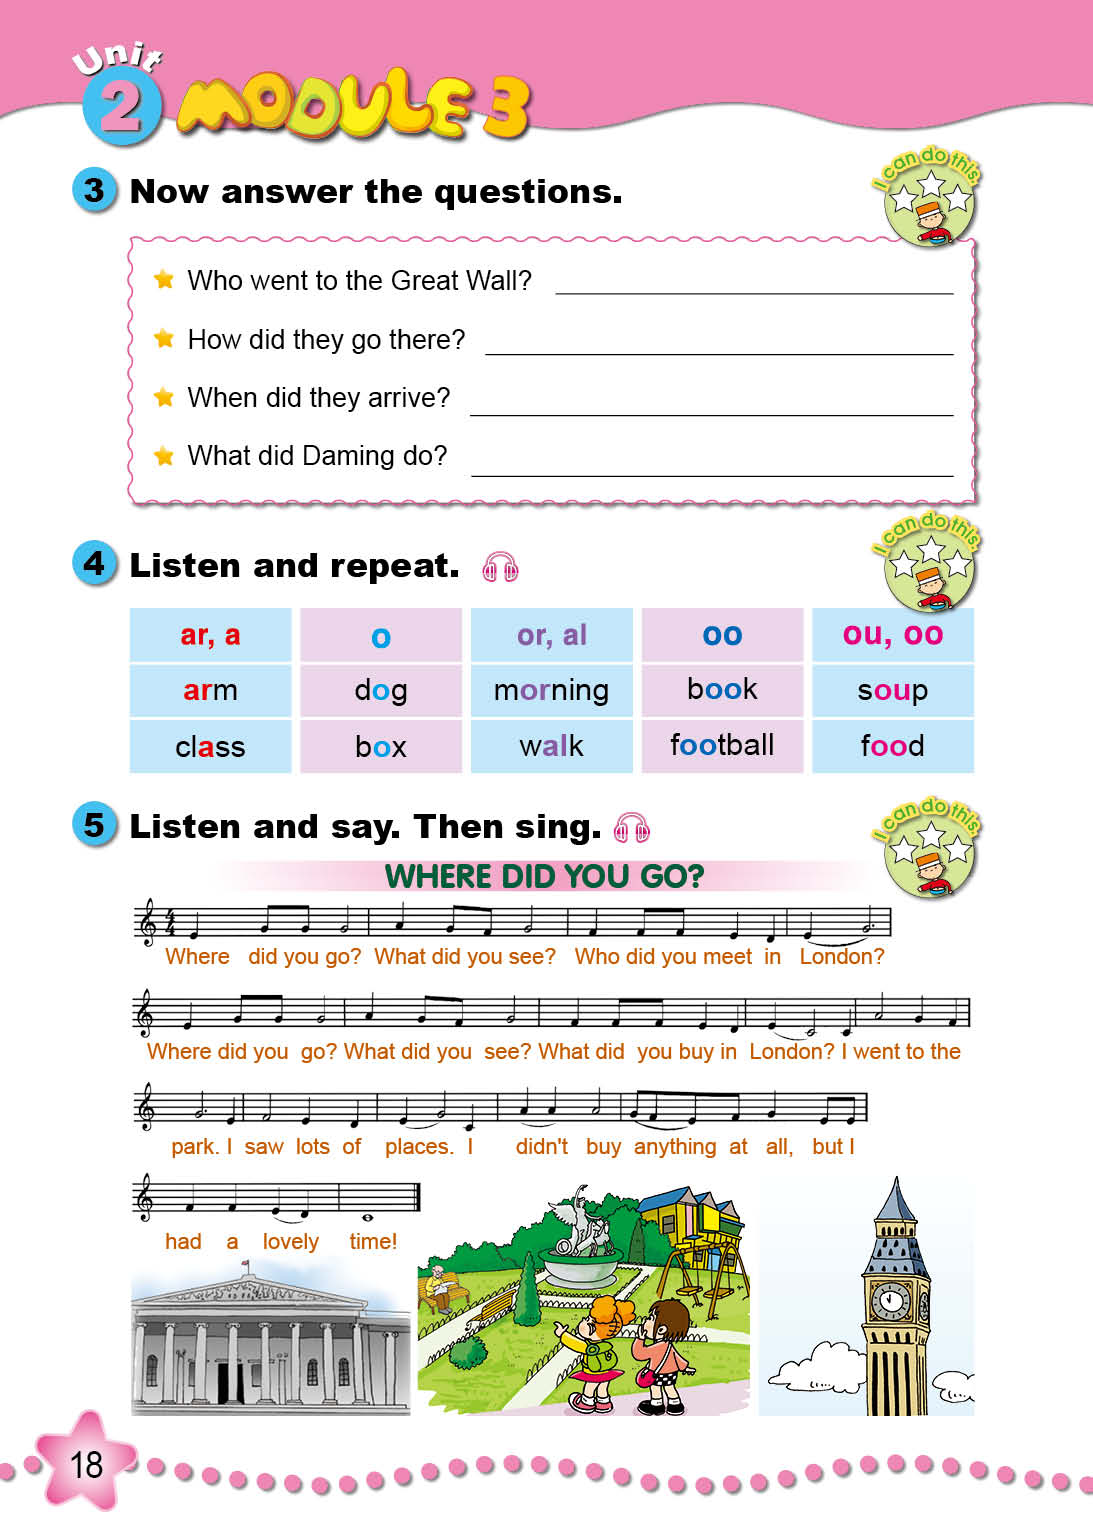 Unit
2 MODULE 3
3 Now answer the questions.
I can do this.
Who went to the Great Wall?
How did they go there?
When did they arrive?
What did Daming do?
4 Listen and repeat.
I can do this.
ar, a o or, al oo ou, oo
arm dog morning book soup
class box walk football food
5 Listen and say. Then sing.
I can do this.
WHERE DID YOU GO?
4
4
Where did you go? What did you see? Who did you meet in London?
Where did you go? What did you see? What did you buy in London? I went to the
park. I saw lots of places. I didn't buy anything at all, but I
had a lovely time!
18